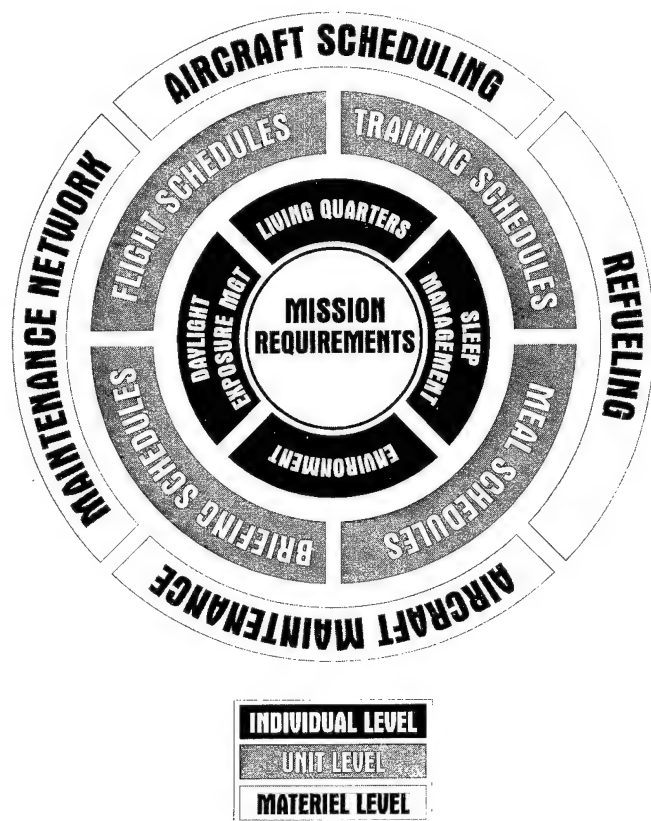 AIRCRAFT SCHEDULING
REFUELING
AIRCRAFT MAINTENANCE
MAINTENANCE NETWORK
FLIGHT SCHEDULES
TRAINING SCHEDULES
MEAL SCHEDULES
BRIEFING SCHEDULES
LIVING QUARTERS
SLEEP
MANAGEMENT
ENVIRONMENT
DAYLIGHT
EXPOSURE MGT
MISSION
REQUIREMENTS
INDIVIDUAL LEVEL
UNIT LEVEL
MATERIEL LEVEL